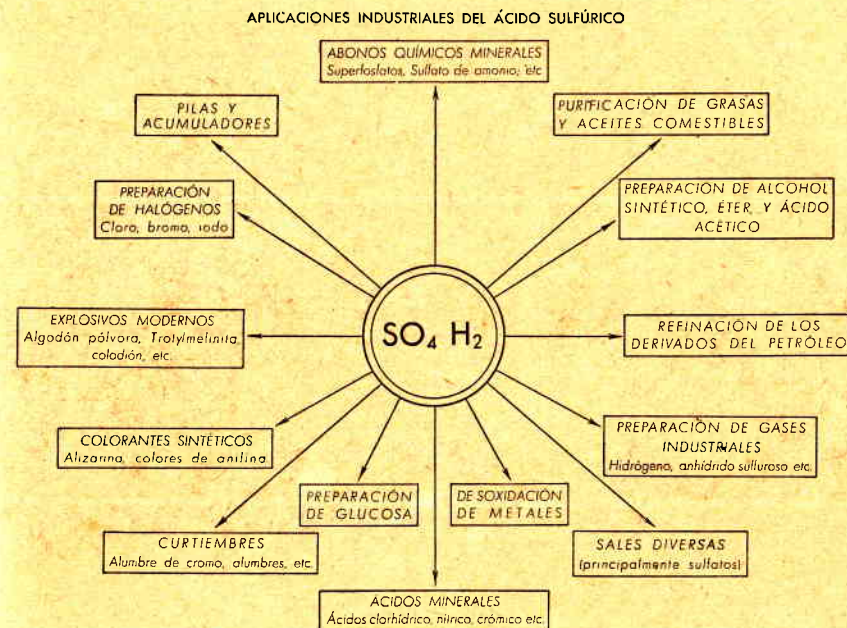 APLICACIONES INDUSTRIALES DEL ÁCIDO SULFÚRICO
ABONOS QUÍMICOS MINERALES
Superfosfatos, Sulfato de amonio, etc
PILAS Y
ACUMULADORES
PURIFICACIÓN DE GRASAS
Y ACEITES COMESTIBLES
PREPARACIÓN
DE HALÓGENOS
Cloro, bromo, iodo
PREPARACION DE ALCOHOL
SINTÉTICO, ÉTER, Y ÁCIDO
ACÉTICO
EXPLOSIVOS MODERNOS
Algodón pólvora, Trotylmelinita,
colodión, etc.
SO₄ H₂
REFINACIÓN DE LOS
DERIVADOS DEL PETRÓLEO
COLORANTES SINTÉTICOS
Alizarina, colores de anilina.
PREPARACIÓN DE GASES
INDUSTRIALES
Hidrógeno, anhídrido sulfuroso etc.
PREPARACIÓN
DE GLUCOSA
DESOXIDACIÓN
DE METALES
CURTIEMBRES
Alumbre de cromo, alumbres, etc.
SALES DIVERSAS
(principalmente sulfatos)
ÁCIDOS MINERALES
Ácidos clorhídrico, nítrico, crómico etc.